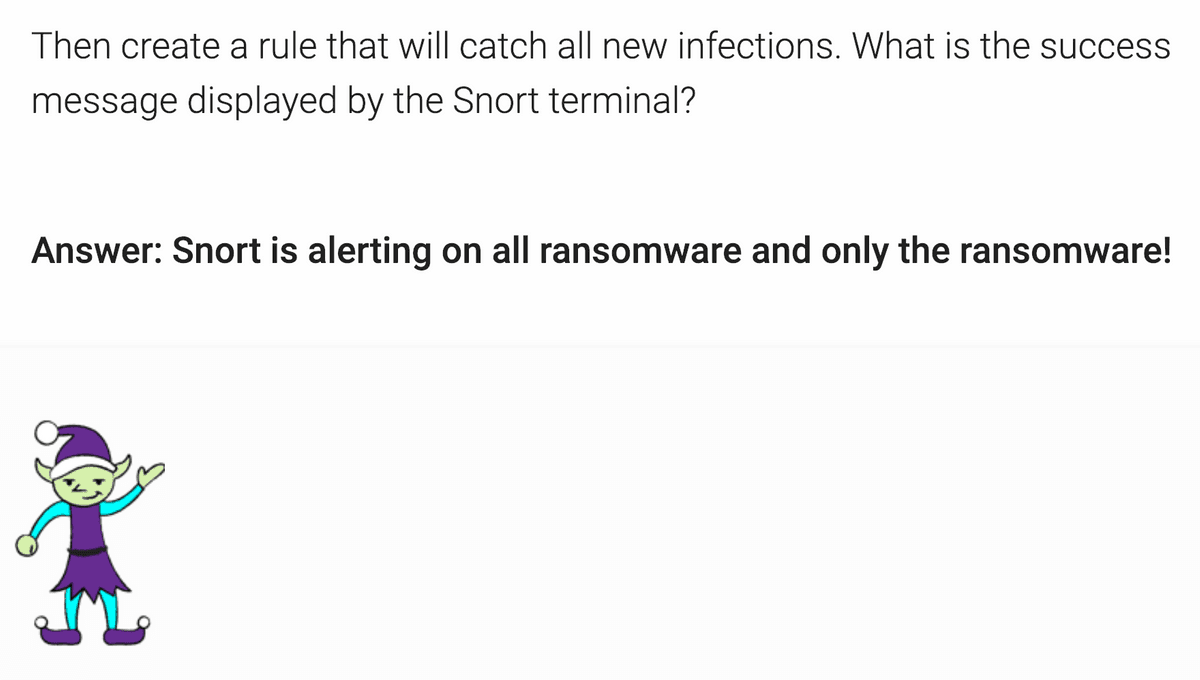 Then create a rule that will catch all new infections. What is the success
message displayed by the Snort terminal?
Answer: Snort is alerting on all ransomware and only the ransomware!